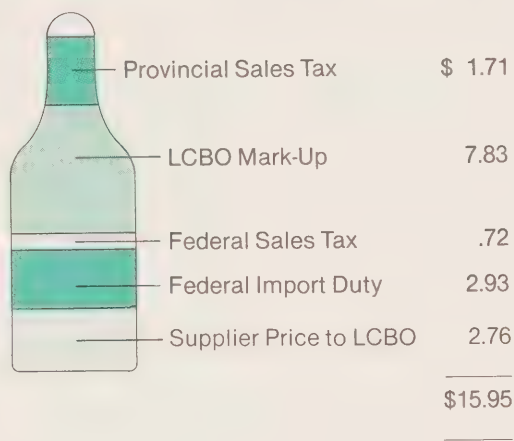 Provincial Sales Tax $ 1.71
LCBO Mark-Up 7.83
Federal Sales Tax .72
Federal Import Duty 2.93
Supplier Price to LCBO 2.76
$15.95